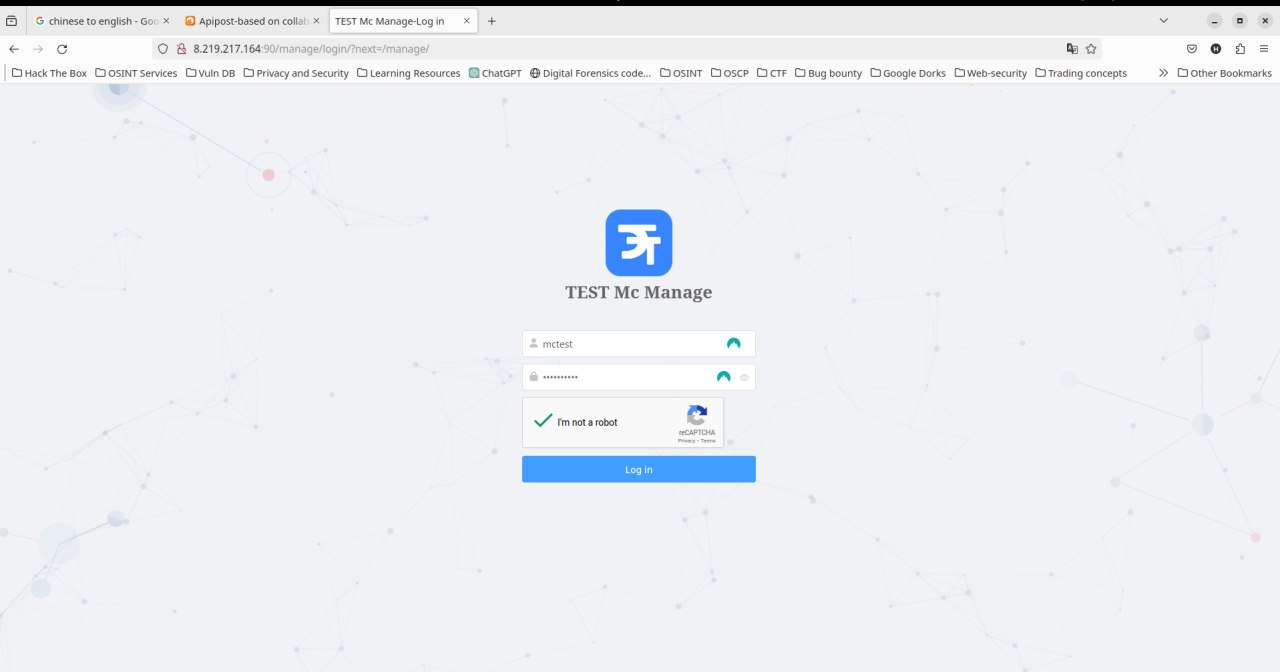 chinese to english - Goo
Apipost-based on collab
TEST Mc Manage-Log in
8.219.217.164:90/manage/login/?next=/manage/
Hack The Box OSINT Services Vuln DB Privacy and Security Learning Resources ChatGPT Digital Forensics code... OSINT OSCP CTF Bug bounty Google Dorks Web-security Trading concepts Other Bookmarks
TEST Mc Manage
mctest
••••••••••
I'm not a robot
reCAPTCHA
Privacy - Terms
Log in